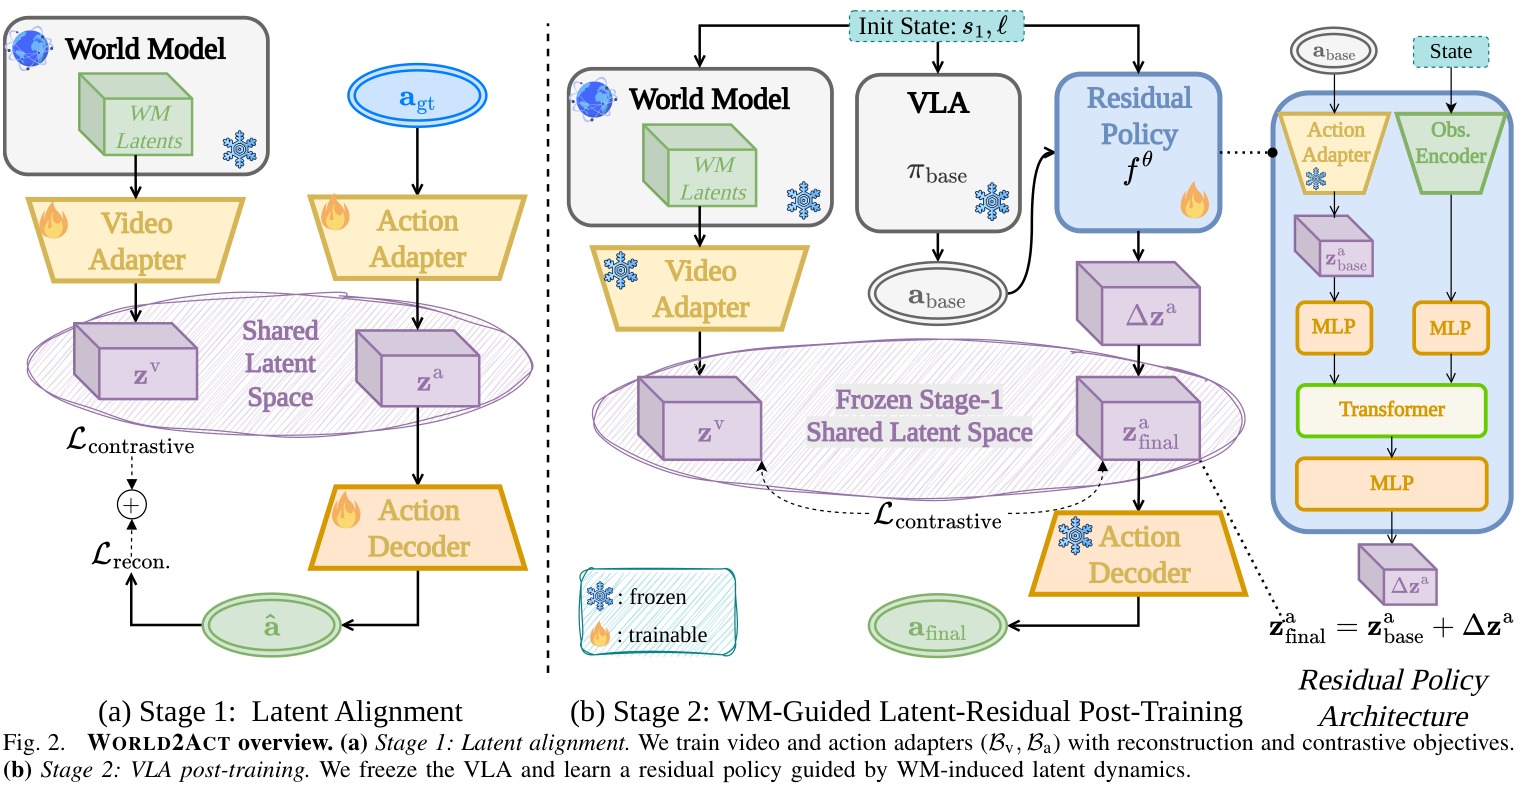 World Model
WM
Latents
a_gt
Video
Adapter
Action
Adapter
Shared
Latent
Space
z^v
z^a
ℒ_contrastive
+
ℒ_recon.
Action
Decoder
â
(a) Stage 1: Latent Alignment
Init State: s_1, ℓ
World Model
WM
Latents
VLA
π_base
Residual
Policy
f^θ
Video
Adapter
a_base
Δz^a
Frozen Stage-1
Shared Latent Space
z^v
z^a_final
ℒ_contrastive
Action
Decoder
a_final
: frozen
: trainable
(b) Stage 2: WM-Guided Latent-Residual Post-Training
a_base
State
Action
Adapter
Obs.
Encoder
z^a_base
MLP
MLP
Transformer
MLP
Δz^a
z^a_final = z^a_base + Δz^a
Residual Policy
Architecture
Fig. 2. WORLD2ACT overview. (a) Stage 1: Latent alignment. We train video and action adapters (ℬ_v, ℬ_a) with reconstruction and contrastive objectives.
(b) Stage 2: VLA post-training. We freeze the VLA and learn a residual policy guided by WM-induced latent dynamics.